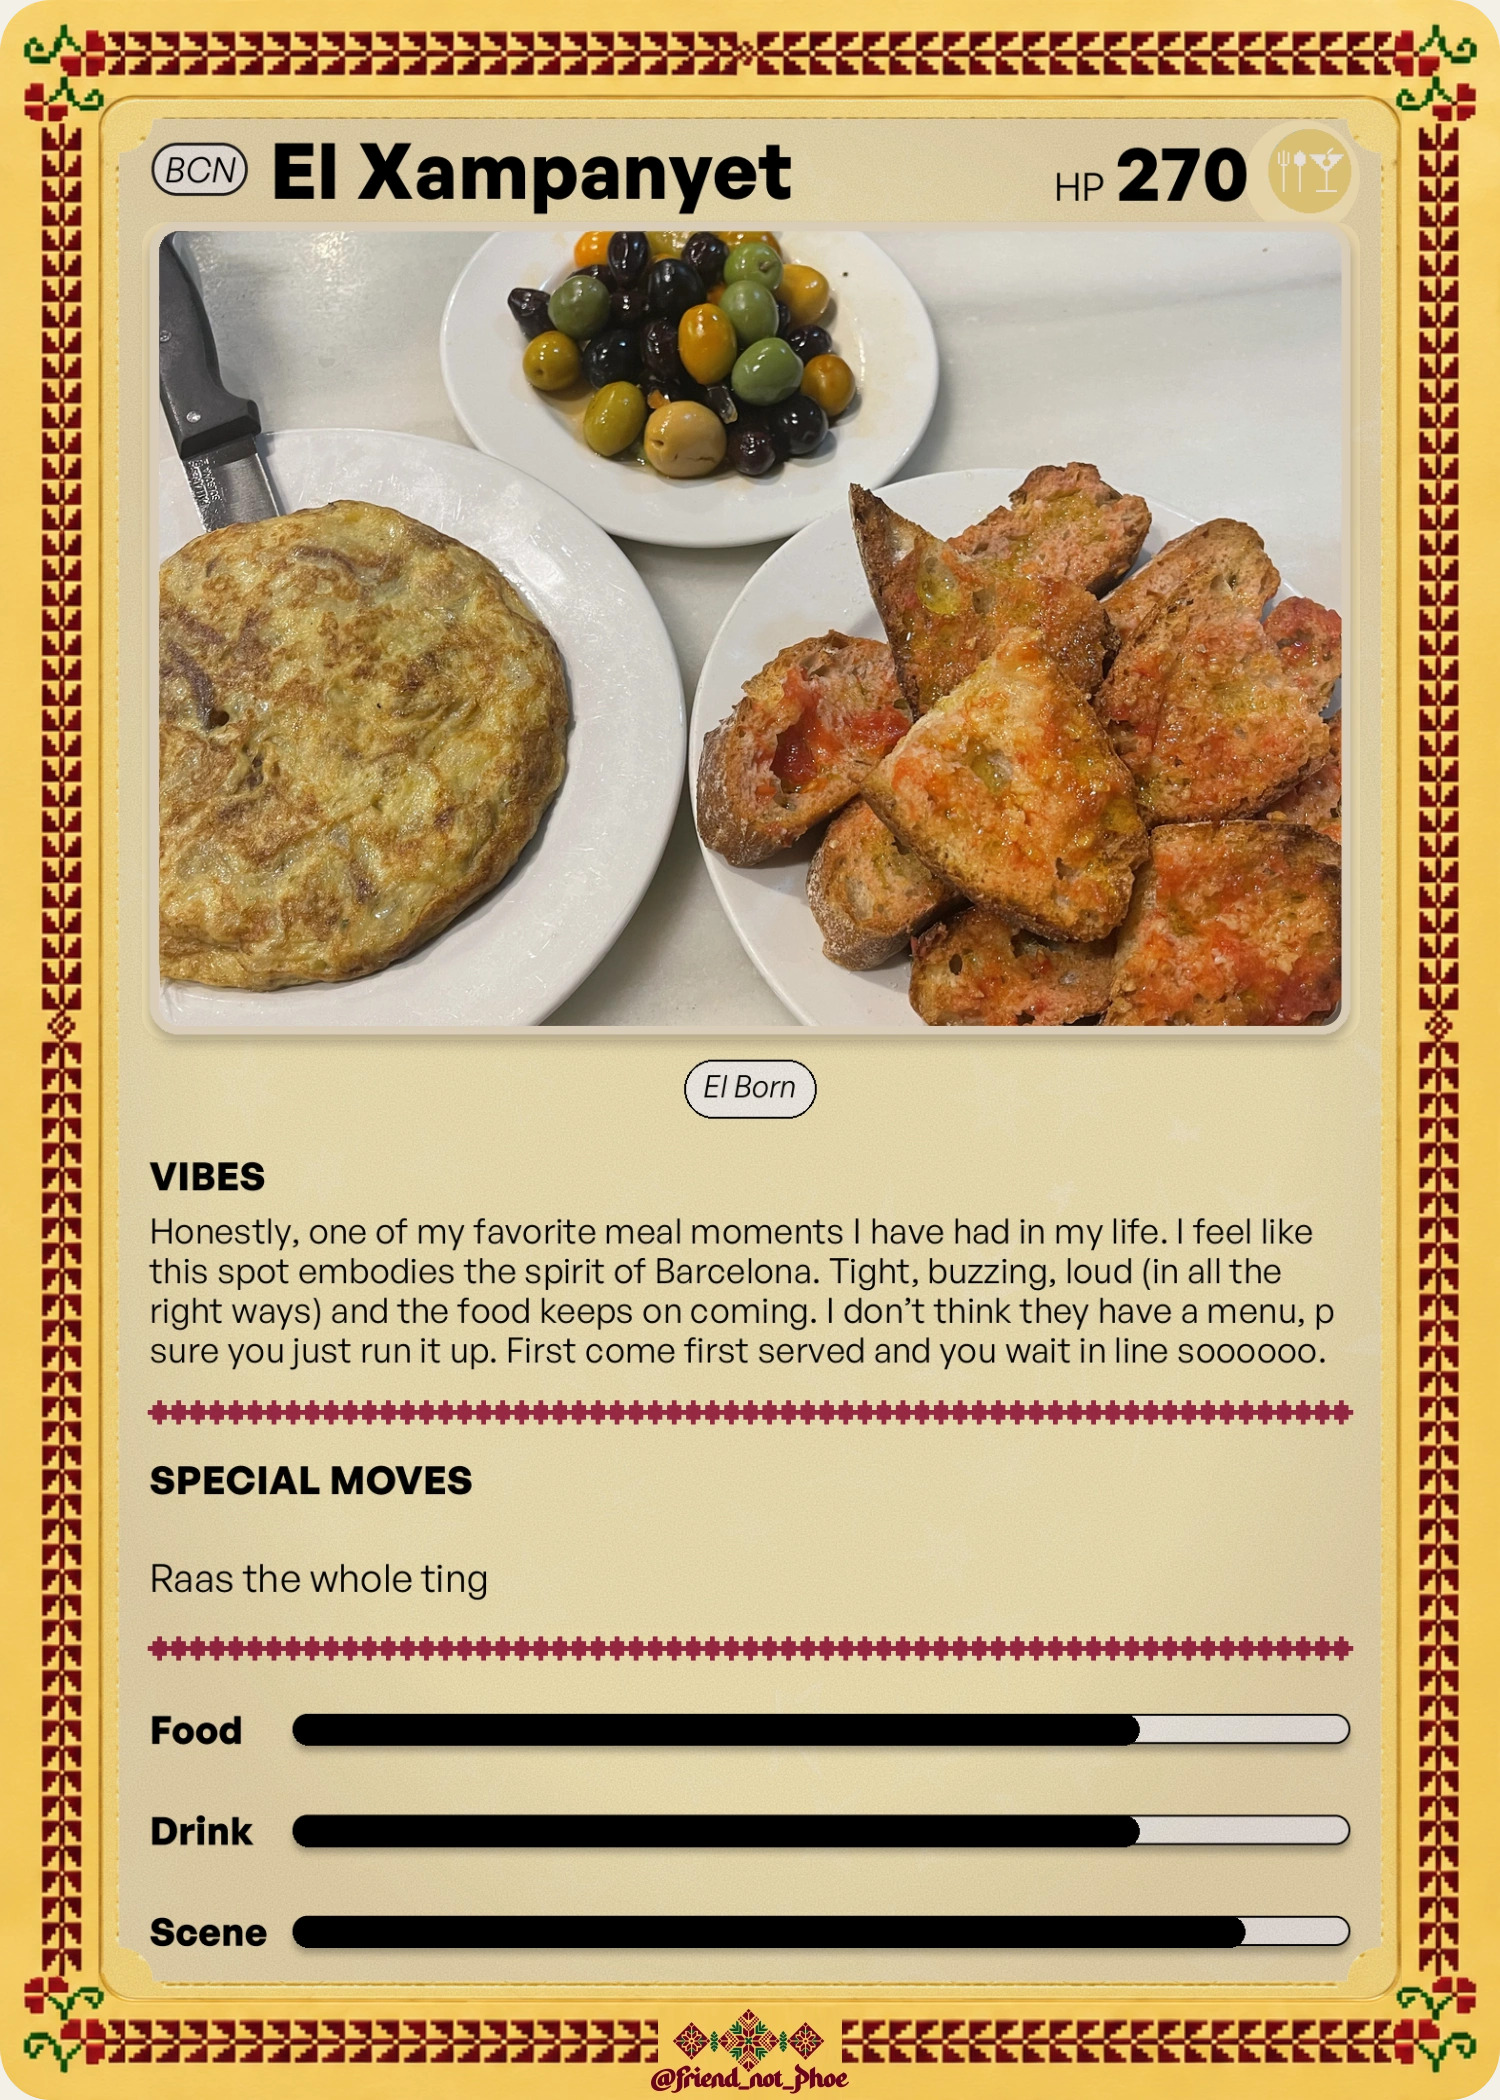 BCN El Xampanyet HP 270
El Born
VIBES
Honestly, one of my favorite meal moments I have had in my life. I feel like
this spot embodies the spirit of Barcelona. Tight, buzzing, loud (in all the
right ways) and the food keeps on coming. I don’t think they have a menu, p
sure you just run it up. First come first served and you wait in line soooooo.
SPECIAL MOVES
Raas the whole ting
Food
Drink
Scene
@friend_not_Phoe